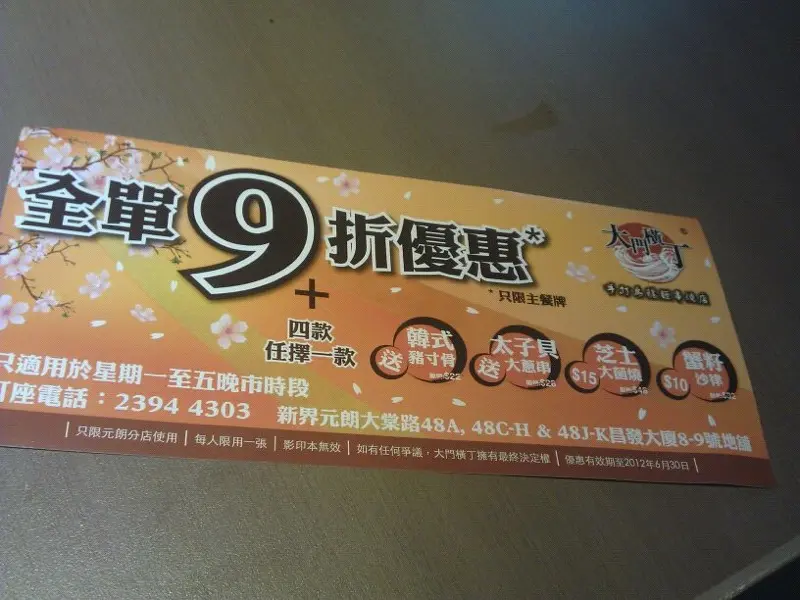 全單9折優惠*
*只限主餐牌
大門橫丁
+
四款
任擇一款
送 韓式 豬寸骨 $22
送 太子貝 大蔥串 $28
$15 芝士 大菌燒 $48
$10 蟹籽 沙律
只適用於星期一至五晚市時段
訂座電話：2394 4303
新界元朗大棠路48A, 48C-H & 48J-K昌發大廈8-9號地舖
| 只限元朗分店使用 | 每人限用一張 | 影印本無效 | 如有任何爭議，大門橫丁擁有最終決定權 | 優惠有效期至2012年6月30日 |